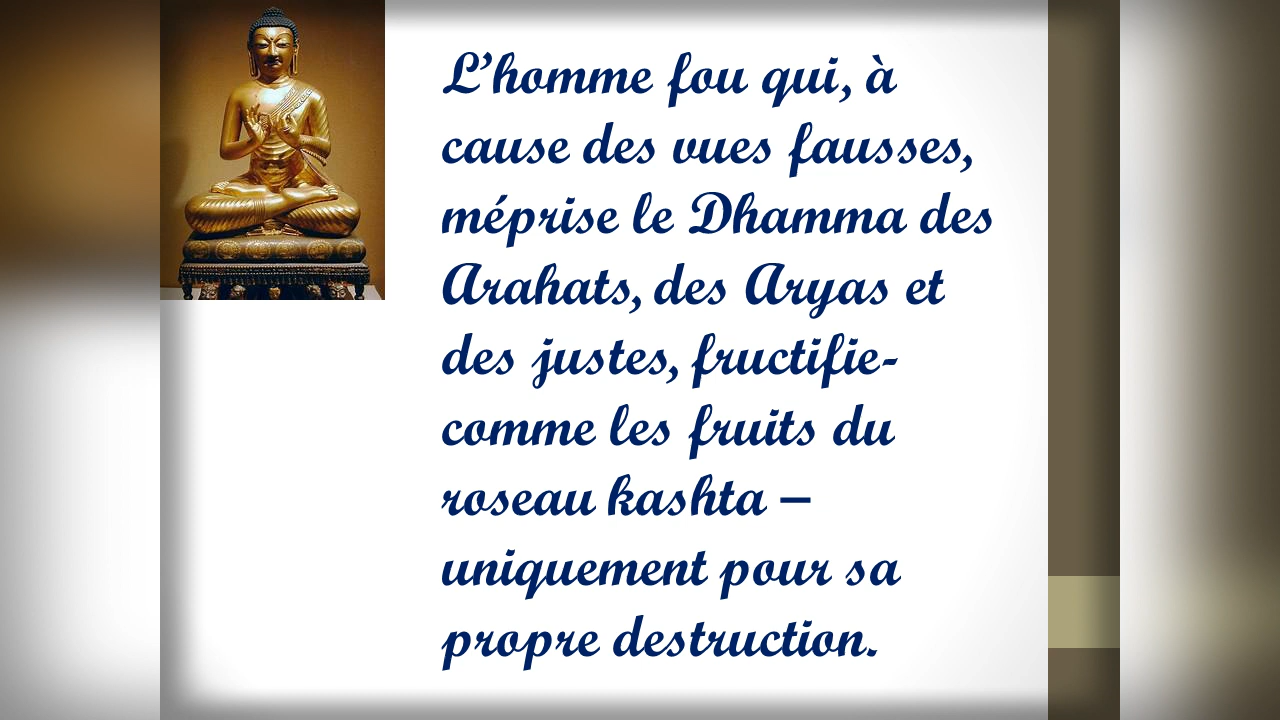 L’homme fou qui, à
cause des vues fausses,
méprise le Dhamma des
Arahats, des Aryas et
des justes, fructifie-
comme les fruits du
roseau kashta –
uniquement pour sa
propre destruction.